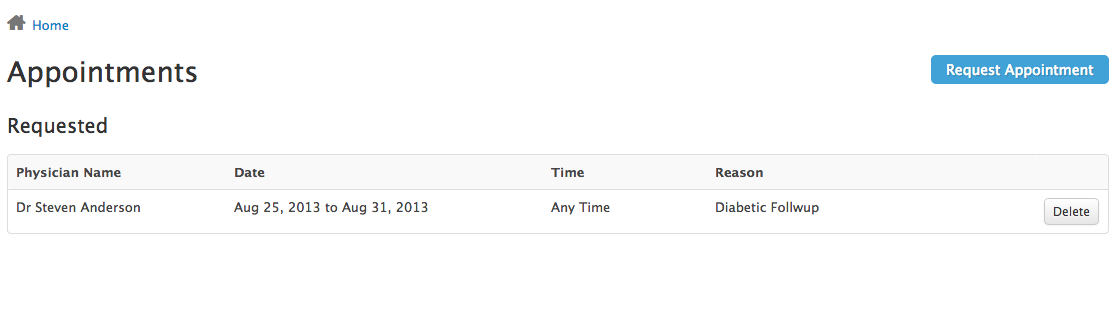 Home
Appointments
Request Appointment
Requested
Physician Name Date Time Reason
Dr Steven Anderson Aug 25, 2013 to Aug 31, 2013 Any Time Diabetic Follwup Delete